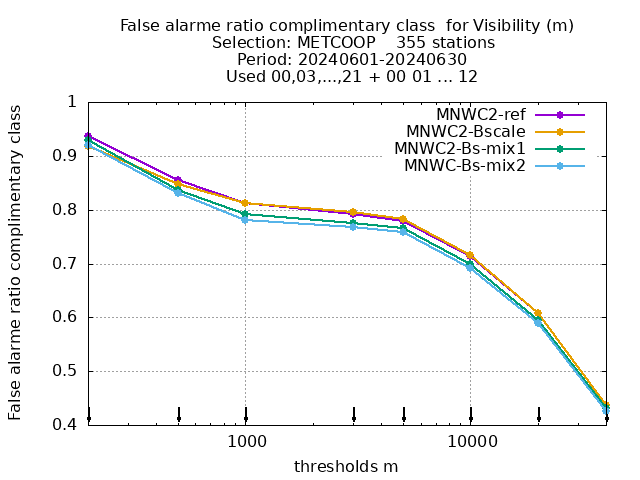 False alarme ratio complimentary class  for Visibility (m)
Selection: METCOOP    355 stations
Period: 20240601-20240630
Used 00,03,...,21 + 00 01 ... 12
False alarme ratio complimentary class
1
0.9
0.8
0.7
0.6
0.5
0.4
MNWC2-ref
MNWC2-Bscale
MNWC2-Bs-mix1
MNWC-Bs-mix2
1000
10000
thresholds m